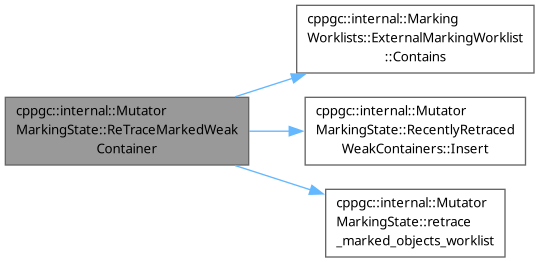 cppgc::internal::Mutator
MarkingState::ReTraceMarkedWeak
Container
cppgc::internal::Marking
Worklists::ExternalMarkingWorklist
::Contains
cppgc::internal::Mutator
MarkingState::RecentlyRetraced
WeakContainers::Insert
cppgc::internal::Mutator
MarkingState::retrace
_marked_objects_worklist